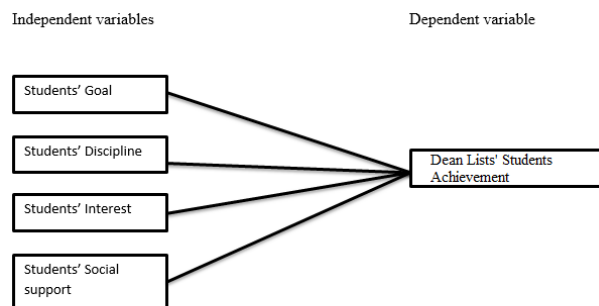 Independent variables
Dependent variable
Students’ Goal
Students’ Discipline
Students’ Interest
Students’ Social
support
Dean Lists' Students
Achievement